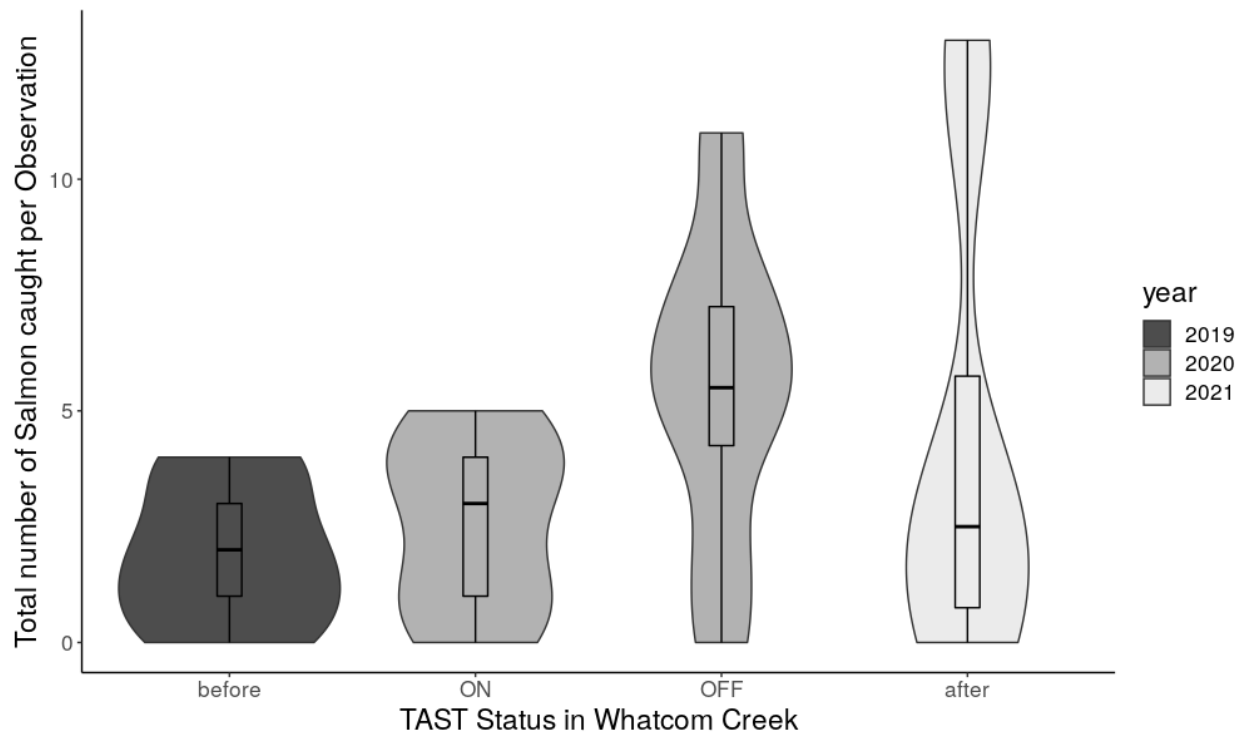 Total number of Salmon caught per Observation
10
5
0
before ON OFF after
TAST Status in Whatcom Creek
year
2019
2020
2021